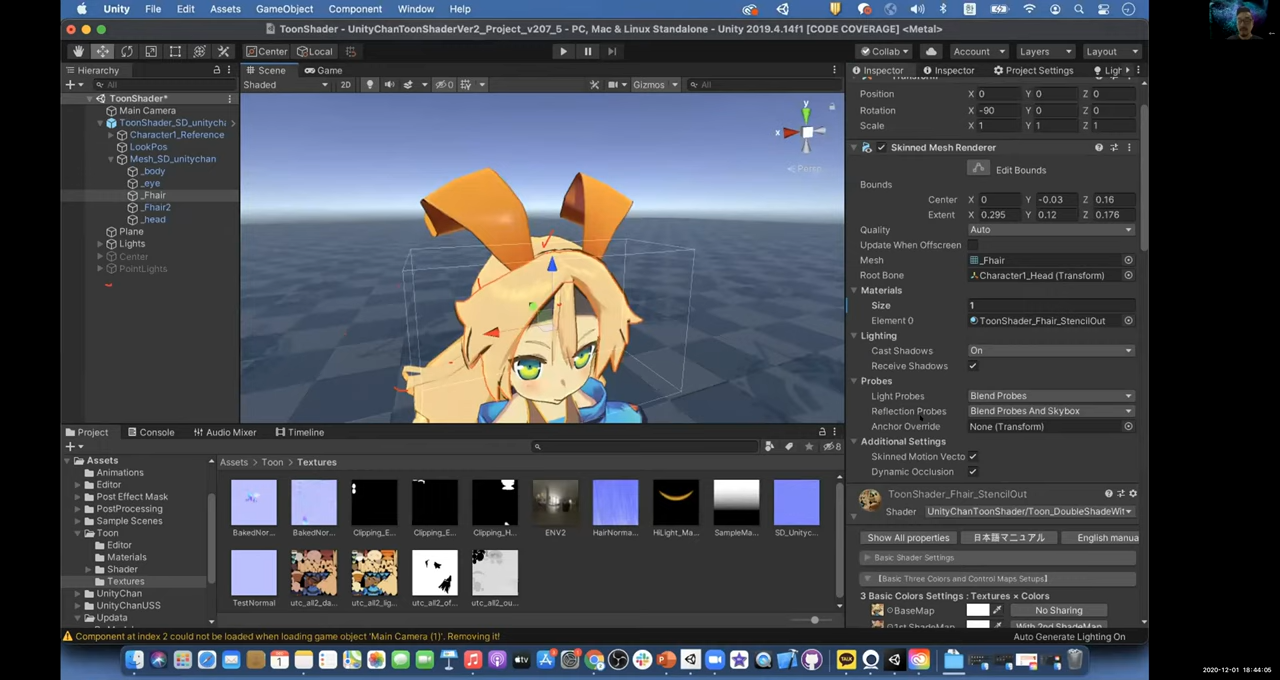 Unity File Edit Assets GameObject Component Window Help
ToonShader - UnityChanToonShaderVer2_Project_v207_5 - PC, Mac & Linux Standalone - Unity 2019.4.14f1 [CODE COVERAGE] <Metal>
Center Local Collab Account Layers Layout
Hierarchy
All
ToonShader*
Main Camera
ToonShader_SD_unitycha
Character1_Reference
LookPos
Mesh_SD_unitychan
_body
_eye
_Fhair
_Fhair2
_head
Plane
Lights
Center
PointLights
Scene Game
Shaded 2D 0 Gizmos All
y
x
Persp
Inspector Inspector Project Settings Ligh
Position X 0 Y 0 Z 0
Rotation X -90 Y 0 Z 0
Scale X 1 Y 1 Z 1
Skinned Mesh Renderer
Edit Bounds
Bounds
Center X 0 Y -0.03 Z 0.16
Extent X 0.295 Y 0.12 Z 0.176
Quality Auto
Update When Offscreen
Mesh _Fhair
Root Bone Character1_Head (Transform)
Materials
Size 1
Element 0 ToonShader_Fhair_StencilOut
Lighting
Cast Shadows On
Receive Shadows
Probes
Light Probes Blend Probes
Reflection Probes Blend Probes And Skybox
Anchor Override None (Transform)
Additional Settings
Skinned Motion Vecto
Dynamic Occlusion
ToonShader_Fhair_StencilOut
Shader UnityChanToonShader/Toon_DoubleShadeWit
Show All properties 日本語マニュアル English manua
Basic Shader Settings
【Basic Three Colors and Control Maps Setups】
3 Basic Colors Settings : Textures × Colors
BaseMap No Sharing
1st ShadeMap With 2nd ShadeMap
Project Console Audio Mixer Timeline
8
Assets
Animations
Editor
Post Effect Mask
PostProcessing
Sample Scenes
Toon
Editor
Materials
Shader
Textures
UnityChan
UnityChanUSS
Updata
Assets > Toon > Textures
BakedNor... BakedNor... Clipping_E... Clipping_E... Clipping_H... ENV2 HairNorma... HiLight_Ma... SampleMa... SD_Unityc...
TestNormal utc_all2_da... utc_all2_lig... utc_all2_of... utc_all2_ou...
Component at index 2 could not be loaded when loading game object 'Main Camera (1)'. Removing it!
Auto Generate Lighting On
2020-12-01 18:44:05